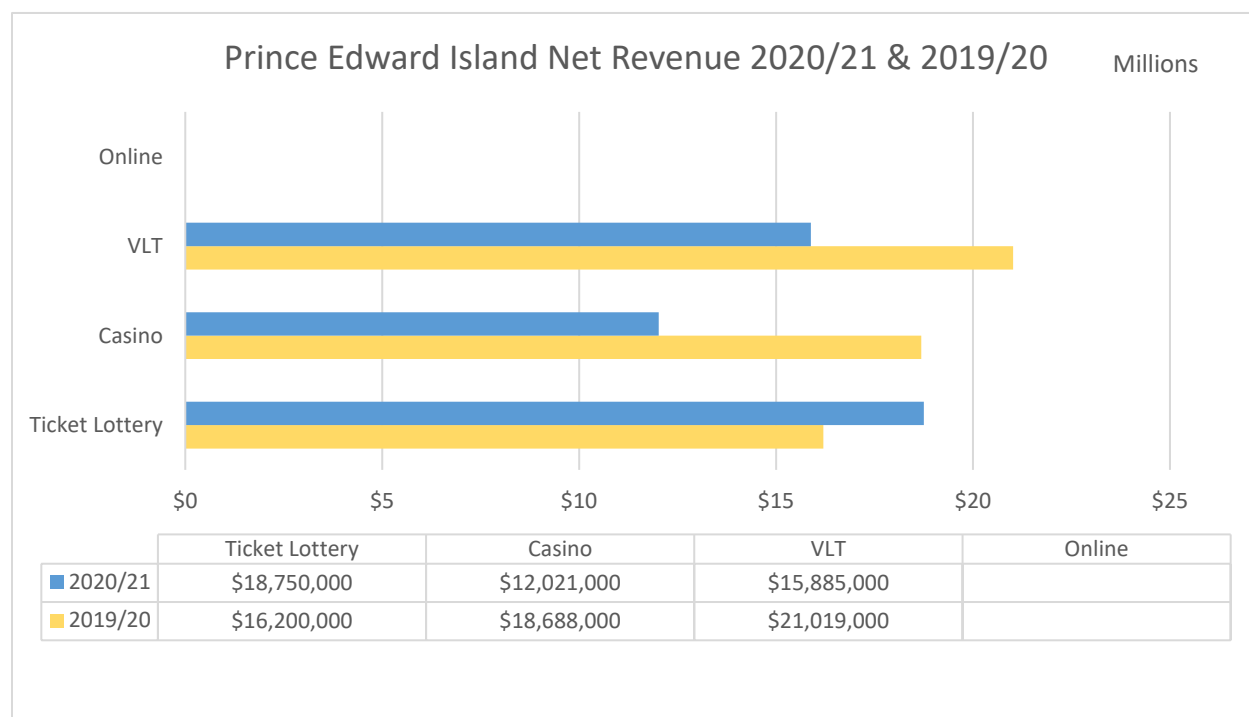 Prince Edward Island Net Revenue 2020/21 & 2019/20 Millions
Online
VLT
Casino
Ticket Lottery
$0 $5 $10 $15 $20 $25
Ticket Lottery Casino VLT Online
2020/21 $18,750,000 $12,021,000 $15,885,000
2019/20 $16,200,000 $18,688,000 $21,019,000